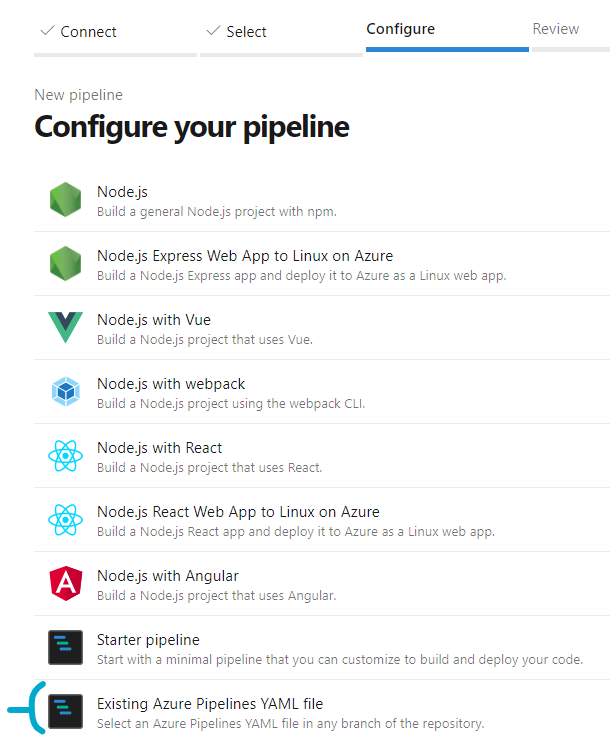 Connect Select Configure Review
New pipeline
Configure your pipeline
Node.js
Build a general Node.js project with npm.
Node.js Express Web App to Linux on Azure
Build a Node.js Express app and deploy it to Azure as a Linux web app.
Node.js with Vue
Build a Node.js project that uses Vue.
Node.js with webpack
Build a Node.js project using the webpack CLI.
Node.js with React
Build a Node.js project that uses React.
Node.js React Web App to Linux on Azure
Build a Node.js React app and deploy it to Azure as a Linux web app.
Node.js with Angular
Build a Node.js project that uses Angular.
Starter pipeline
Start with a minimal pipeline that you can customize to build and deploy your code.
Existing Azure Pipelines YAML file
Select an Azure Pipelines YAML file in any branch of the repository.